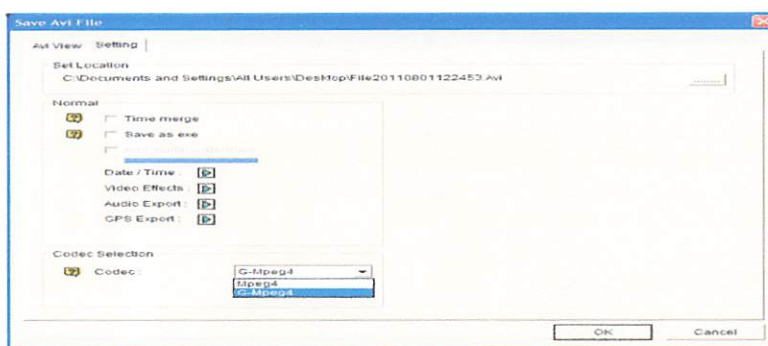 Save Avi File
Avi View Setting
Set Location
C:\Documents and Settings\All Users\Desktop\File20110801122453.Avi
........
Normal
Time merge
Save as exe
Date / Time :
Video Effects :
Audio Export :
GPS Export :
Codec Selection
Codec : G-Mpeg4
Mpeg4
G-Mpeg4
OK Cancel